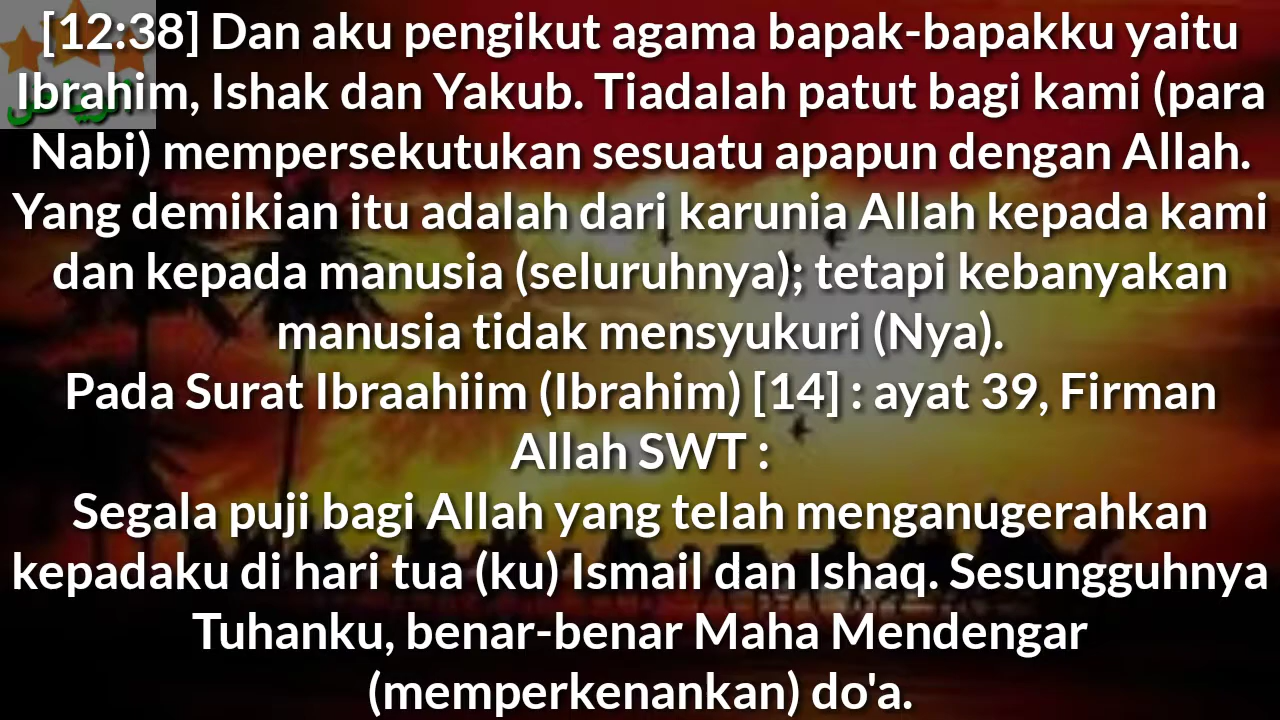 [12:38] Dan aku pengikut agama bapak-bapakku yaitu
Ibrahim, Ishak dan Yakub. Tiadalah patut bagi kami (para
Nabi) mempersekutukan sesuatu apapun dengan Allah.
Yang demikian itu adalah dari karunia Allah kepada kami
dan kepada manusia (seluruhnya); tetapi kebanyakan
manusia tidak mensyukuri (Nya).
Pada Surat Ibraahiim (Ibrahim) [14] : ayat 39, Firman
Allah SWT :
Segala puji bagi Allah yang telah menganugerahkan
kepadaku di hari tua (ku) Ismail dan Ishaq. Sesungguhnya
Tuhanku, benar-benar Maha Mendengar
(memperkenankan) do'a.